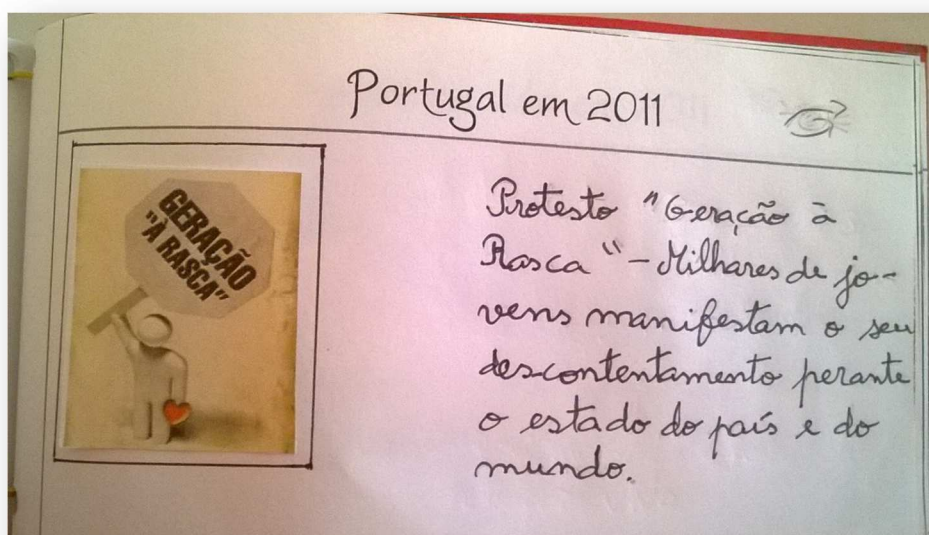 Portugal em 2011
GERAÇÃO
"À RASCA"
Protesto "Geração à
Rasca" - Milhares de jo-
vens manifestam o seu
descontentamento perante
o estado do país e do
mundo.